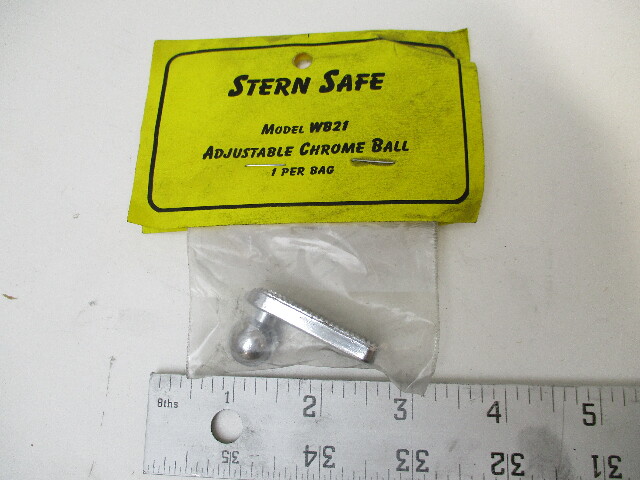 STERN SAFE
MODEL WB21
ADJUSTABLE CHROME BALL
1 PER BAG
8ths 1 2 3 4 5
35 34 33 32 31